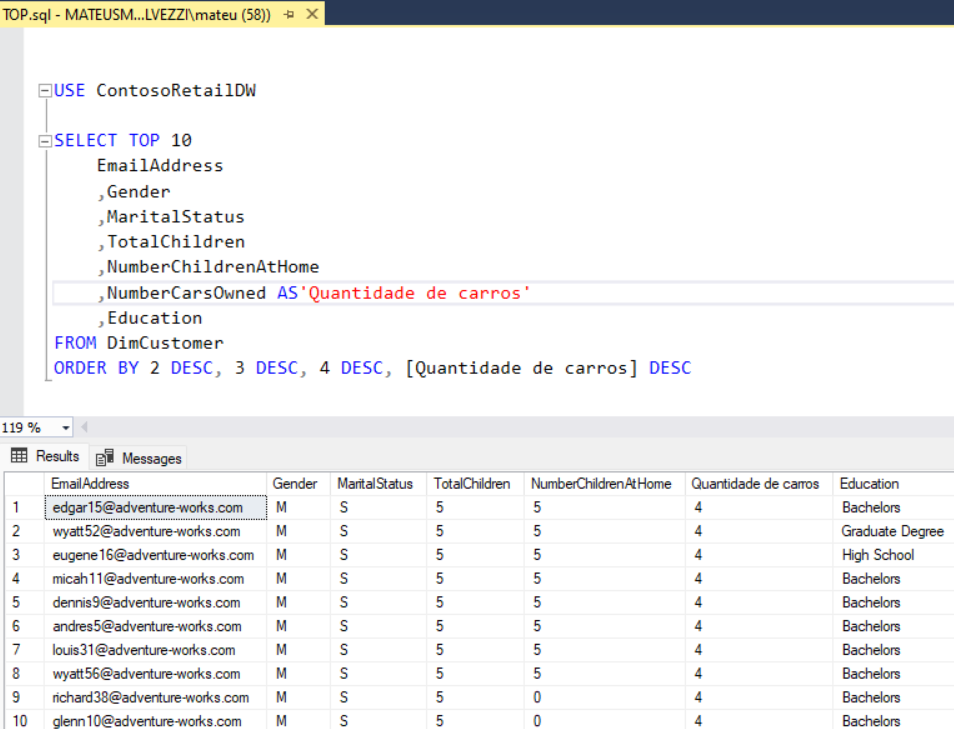 TOP.sql - MATEUSM...LVEZZI\mateu (58))
USE ContosoRetailDW
SELECT TOP 10
EmailAddress
,Gender
,MaritalStatus
,TotalChildren
,NumberChildrenAtHome
,NumberCarsOwned AS'Quantidade de carros'
,Education
FROM DimCustomer
ORDER BY 2 DESC, 3 DESC, 4 DESC, [Quantidade de carros] DESC
119 %
Results Messages
EmailAddress Gender MaritalStatus TotalChildren NumberChildrenAtHome Quantidade de carros Education
1 edgar15@adventure-works.com M S 5 5 4 Bachelors
2 wyatt52@adventure-works.com M S 5 5 4 Graduate Degree
3 eugene16@adventure-works.com M S 5 5 4 High School
4 micah11@adventure-works.com M S 5 5 4 Bachelors
5 dennis9@adventure-works.com M S 5 5 4 Bachelors
6 andres5@adventure-works.com M S 5 5 4 Bachelors
7 louis31@adventure-works.com M S 5 5 4 Bachelors
8 wyatt56@adventure-works.com M S 5 5 4 Bachelors
9 richard38@adventure-works.com M S 5 0 4 Bachelors
10 glenn10@adventure-works.com M S 5 0 4 Bachelors